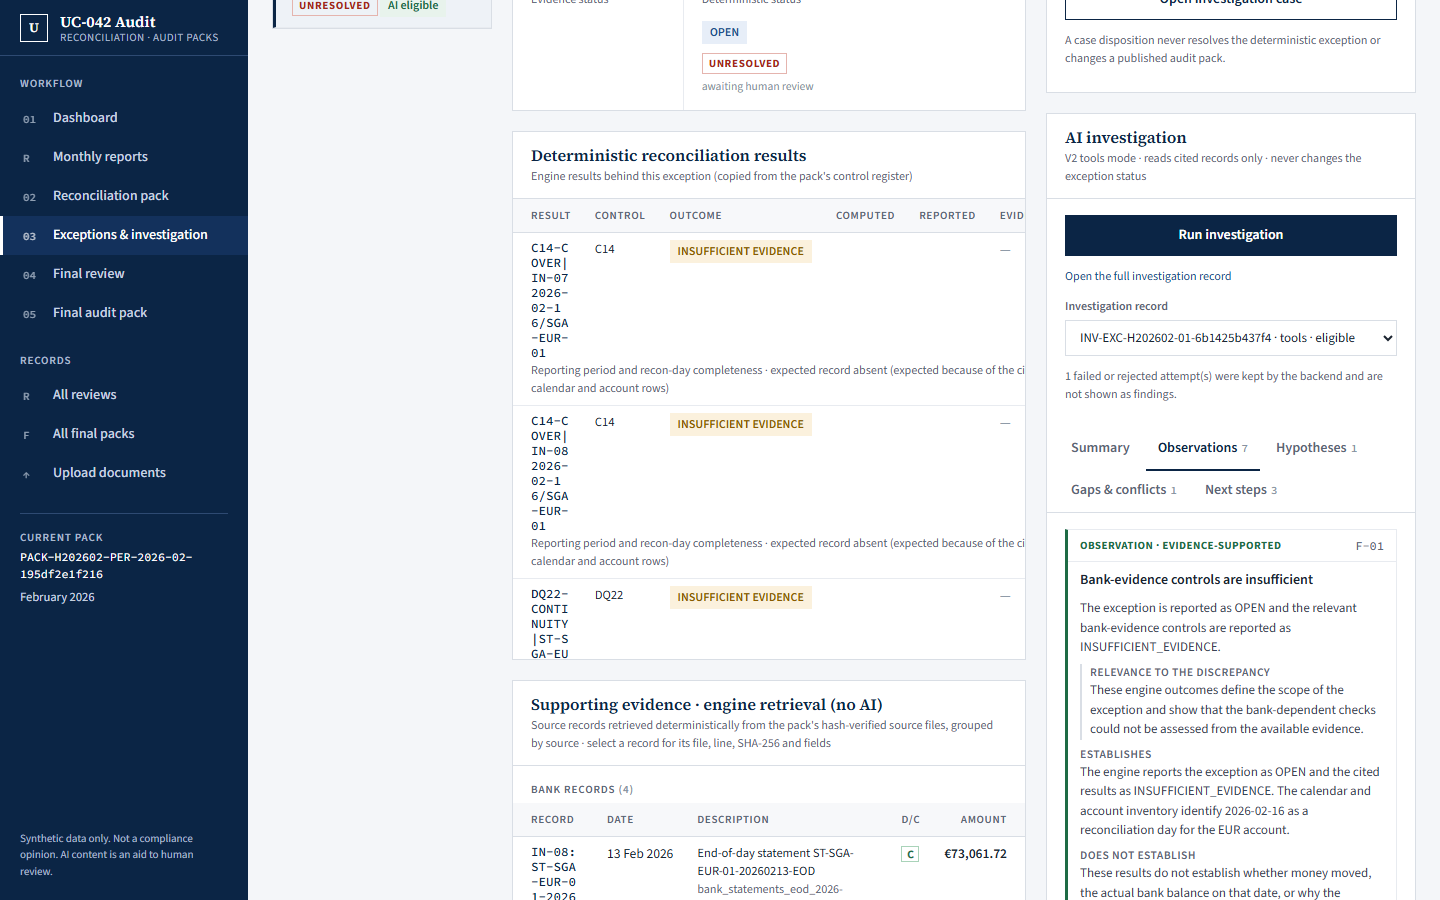 U
UC-042 Audit
RECONCILIATION · AUDIT PACKS
WORKFLOW
01 Dashboard
R Monthly reports
02 Reconciliation pack
03 Exceptions & investigation
04 Final review
05 Final audit pack
RECORDS
R All reviews
F All final packs
↑ Upload documents
CURRENT PACK
PACK-H202602-PER-2026-02-
195df2e1f216
February 2026
Synthetic data only. Not a compliance
opinion. AI content is an aid to human
review.
UNRESOLVED AI eligible
Evidence status
Deterministic status
OPEN
UNRESOLVED
awaiting human review
Deterministic reconciliation results
Engine results behind this exception (copied from the pack's control register)
RESULT CONTROL OUTCOME COMPUTED REPORTED EVID
C14-C
OVER|
IN-07
2026-
02-1
6/SGA
-EUR-
01
C14
INSUFFICIENT EVIDENCE
—
Reporting period and recon-day completeness · expected record absent (expected because of the ci
calendar and account rows)
C14-C
OVER|
IN-08
2026-
02-1
6/SGA
-EUR-
01
C14
INSUFFICIENT EVIDENCE
—
Reporting period and recon-day completeness · expected record absent (expected because of the ci
calendar and account rows)
DQ22-
CONTI
NUITY
|ST-S
GA-EU
DQ22
INSUFFICIENT EVIDENCE
—
Supporting evidence · engine retrieval (no AI)
Source records retrieved deterministically from the pack's hash-verified source files, grouped
by source · select a record for its file, line, SHA-256 and fields
BANK RECORDS (4)
RECORD DATE DESCRIPTION D/C AMOUNT
IN-08:
ST-SGA
-EUR-0
1-2026
13 Feb 2026
End-of-day statement ST-SGA-
EUR-01-20260213-EOD
bank_statements_eod_2026-
C
€73,061.72
Open investigation case
A case disposition never resolves the deterministic exception or
changes a published audit pack.
AI investigation
V2 tools mode · reads cited records only · never changes the
exception status
Run investigation
Open the full investigation record
Investigation record
INV-EXC-H202602-01-6b1425b437f4 · tools · eligible
1 failed or rejected attempt(s) were kept by the backend and are
not shown as findings.
Summary Observations 7 Hypotheses 1
Gaps & conflicts 1 Next steps 3
OBSERVATION · EVIDENCE-SUPPORTED F-01
Bank-evidence controls are insufficient
The exception is reported as OPEN and the relevant
bank-evidence controls are reported as
INSUFFICIENT_EVIDENCE.
RELEVANCE TO THE DISCREPANCY
These engine outcomes define the scope of the
exception and show that the bank-dependent checks
could not be assessed from the available evidence.
ESTABLISHES
The engine reports the exception as OPEN and the cited
results as INSUFFICIENT_EVIDENCE. The calendar and
account inventory identify 2026-02-16 as a
reconciliation day for the EUR account.
DOES NOT ESTABLISH
These results do not establish whether money moved,
the actual bank balance on that date, or why the